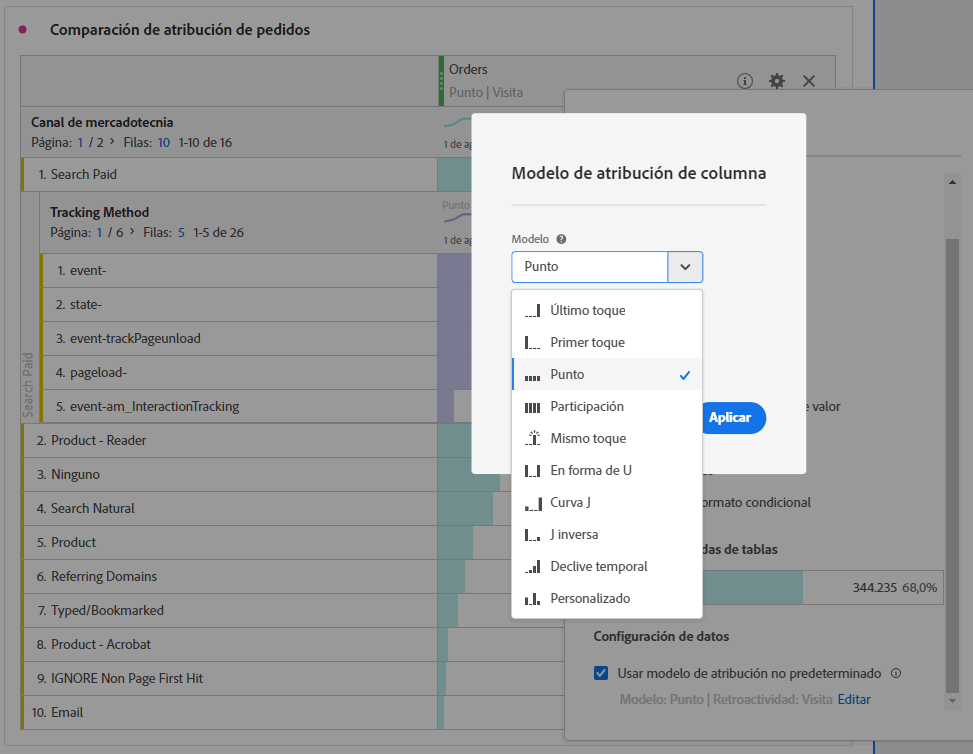 Comparación de atribución de pedidos
Orders
Punto | Visita
Canal de mercadotecnia
Página: 1 / 2 > Filas: 10 1-10 de 16
1 de ag
1. Search Paid
Tracking Method
Punto
Página: 1 / 6 > Filas: 5 1-5 de 26
1 de ag
1. event-
2. state-
3. event-trackPageunload
4. pageload-
5. event-am_InteractionTracking
Search Paid
2. Product - Reader
3. Ninguno
4. Search Natural
5. Product
6. Referring Domains
7. Typed/Bookmarked
8. Product - Acrobat
9. IGNORE Non Page First Hit
10. Email
Modelo de atribución de columna
Modelo
Punto
Último toque
Primer toque
Punto
Participación
Mismo toque
En forma de U
Curva J
J inversa
Declive temporal
Personalizado
Aplicar
e valor
ormato condicional
das de tablas
344.235 68,0%
Configuración de datos
Usar modelo de atribución no predeterminado
Modelo: Punto | Retroactividad: Visita Editar